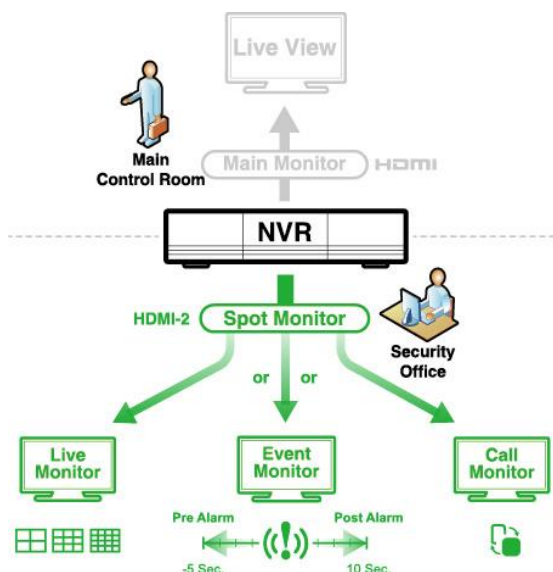 Live View
Main
Control Room
Main Monitor
HDMI
NVR
HDMI-2
Spot Monitor
Security
Office
or
or
Live
Monitor
Event
Monitor
Call
Monitor
Pre Alarm
Post Alarm
-5 Sec.
10 Sec.